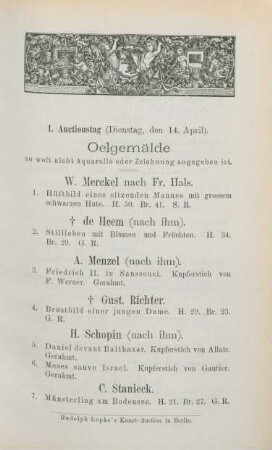 I. Auctionstag (Dienstag, den 14. April).
Oelgemälde
so weit nicht Aquarelle oder Zeichnung angegeben ist.
W. Merckel nach Fr. Hals.
1. Hüftbild eines sitzenden Mannes mit grossem
schwarzen Hute. H. 50. Br. 41. S. R.
† de Heem (nach ihm).
2. Stillleben mit Blumen und Früchten. H. 34.
Br. 29. G. R.
A. Menzel (nach ihm).
3. Friedrich II. in Sanssouci. Kupferstich von
F. Werner. Gerahmt.
† Gust. Richter.
4. Brustbild einer jungen Dame. H. 29. Br. 23.
G. R.
H. Schopin (nach ihm).
5. Daniel devant Balthazar. Kupferstich von Allais.
Gerahmt.
6. Moses sauve Israel. Kupferstich von Gautier.
Gerahmt.
C. Stanieck.
7. Münsterling am Bodensee. H. 21. Br. 27. G. R.
Rudolph Lepke's Kunst-Auction in Berlin.